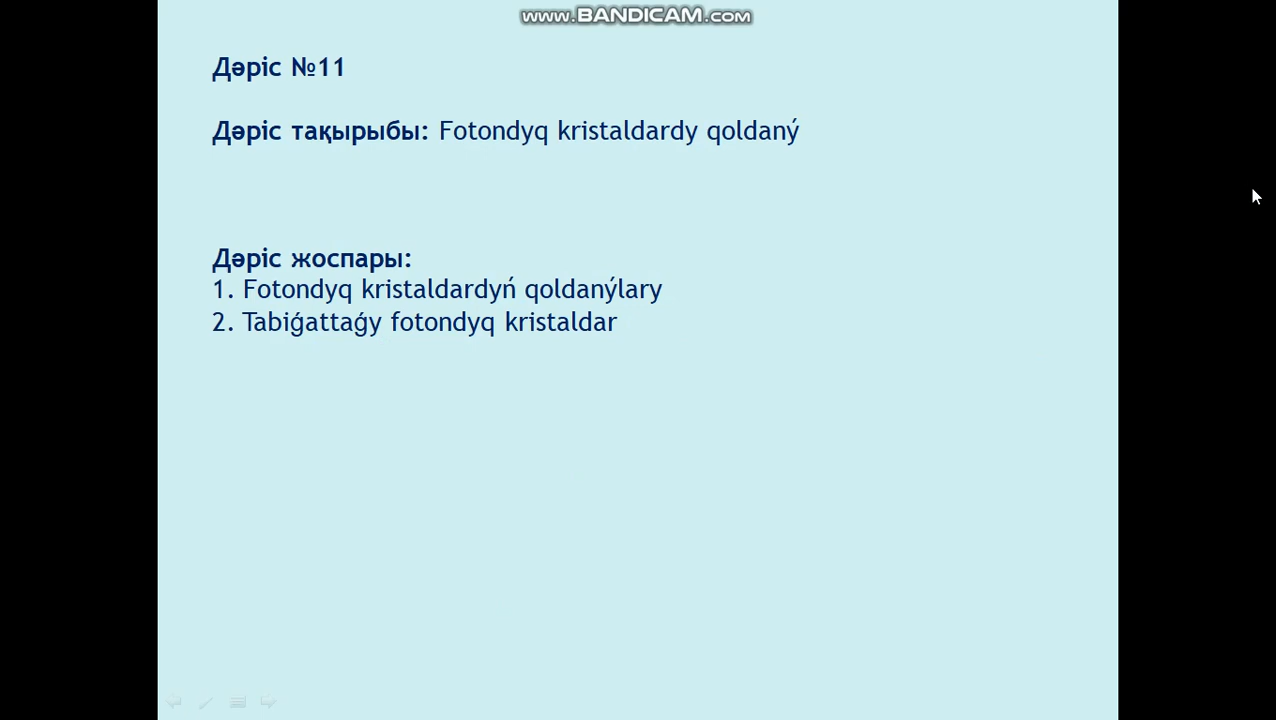 www.BANDICAM.com
Дәріс №11
Дәріс тақырыбы: Fotondyq kristaldardy qoldaný
Дәріс жоспары:
1. Fotondyq kristaldardyń qoldanýlary
2. Tabiǵattaǵy fotondyq kristaldar